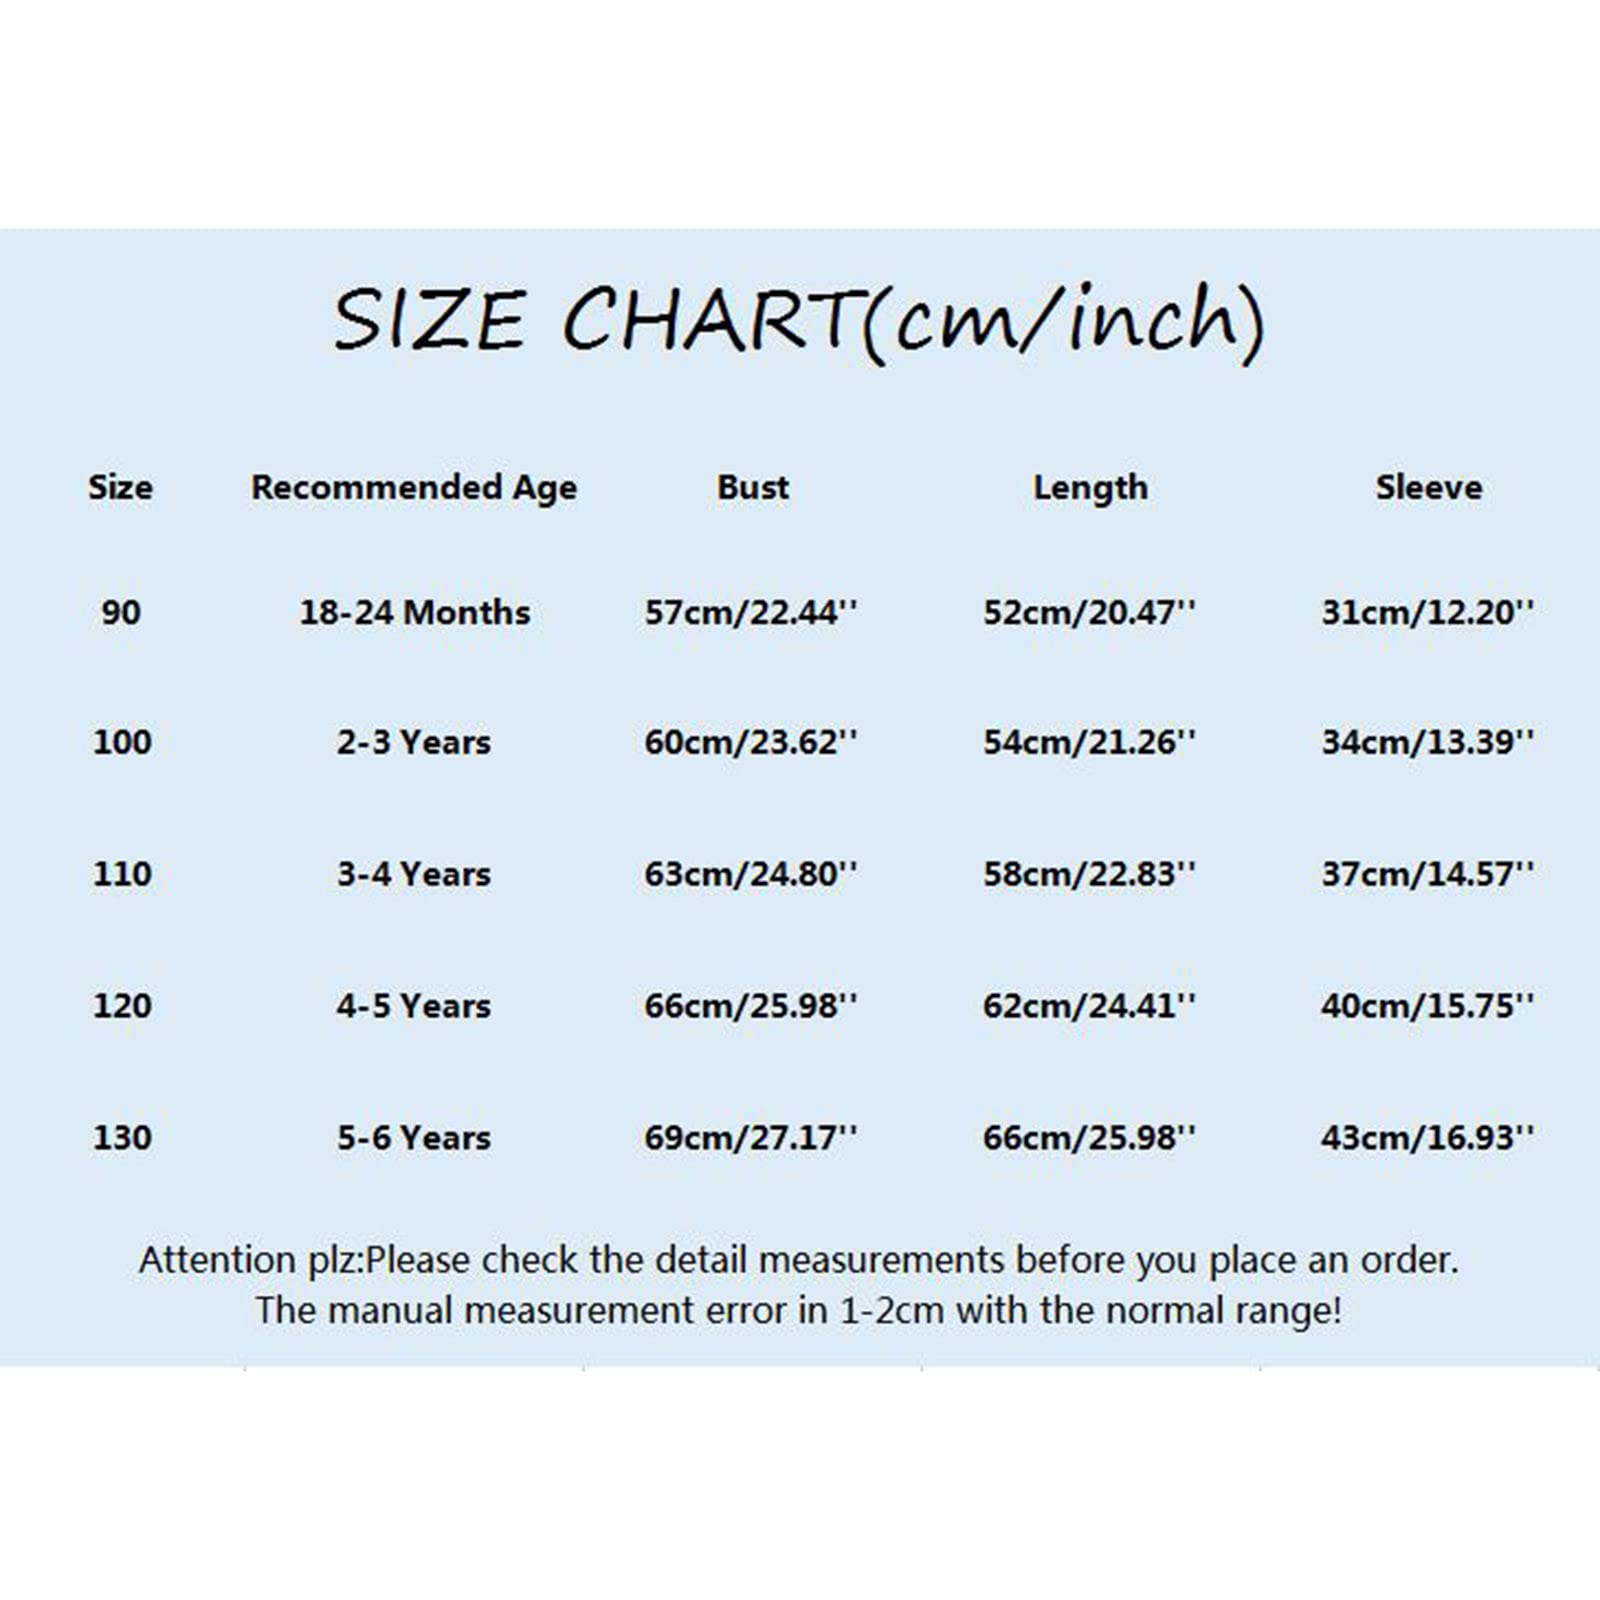 SIZE CHART(cm/inch)
Size Recommended Age Bust Length Sleeve
90 18-24 Months 57cm/22.44'' 52cm/20.47'' 31cm/12.20''
100 2-3 Years 60cm/23.62'' 54cm/21.26'' 34cm/13.39''
110 3-4 Years 63cm/24.80'' 58cm/22.83'' 37cm/14.57''
120 4-5 Years 66cm/25.98'' 62cm/24.41'' 40cm/15.75''
130 5-6 Years 69cm/27.17'' 66cm/25.98'' 43cm/16.93''
Attention plz:Please check the detail measurements before you place an order.
The manual measurement error in 1-2cm with the normal range!